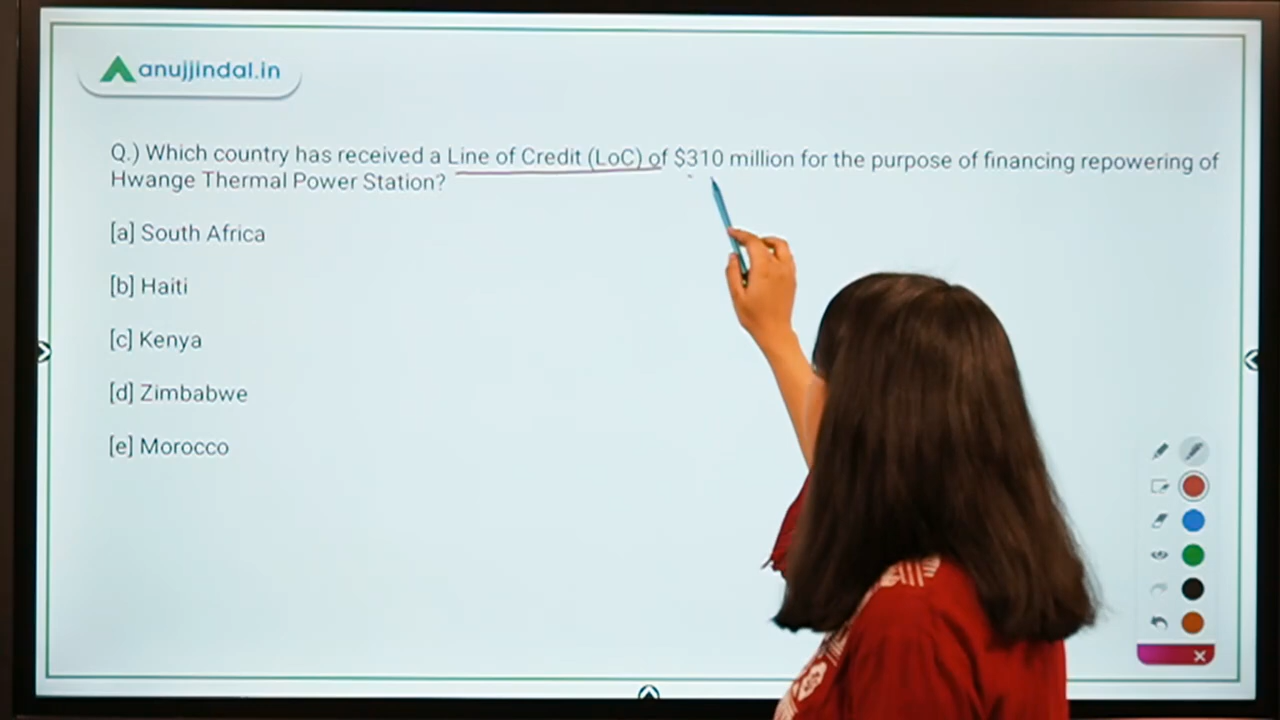 anujjindal.in
Q.) Which country has received a Line of Credit (LoC) of $310 million for the purpose of financing repowering of
Hwange Thermal Power Station?
[a] South Africa
[b] Haiti
[c] Kenya
[d] Zimbabwe
[e] Morocco